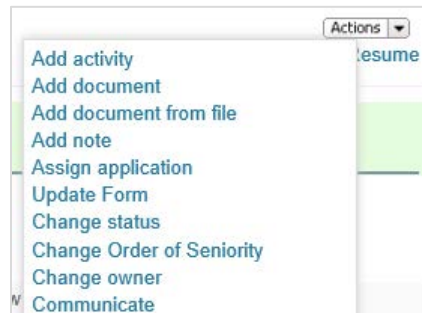 Actions
esume
Add activity
Add document
Add document from file
Add note
Assign application
Update Form
Change status
Change Order of Seniority
Change owner
w
Communicate